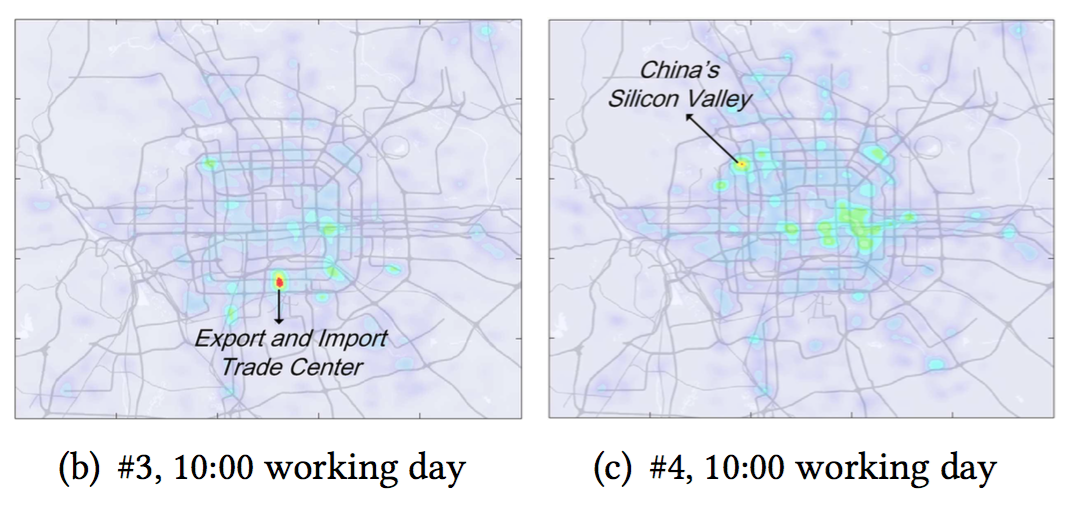 Export and Import
Trade Center
China's
Silicon Valley
(b) #3, 10:00 working day
(c) #4, 10:00 working day